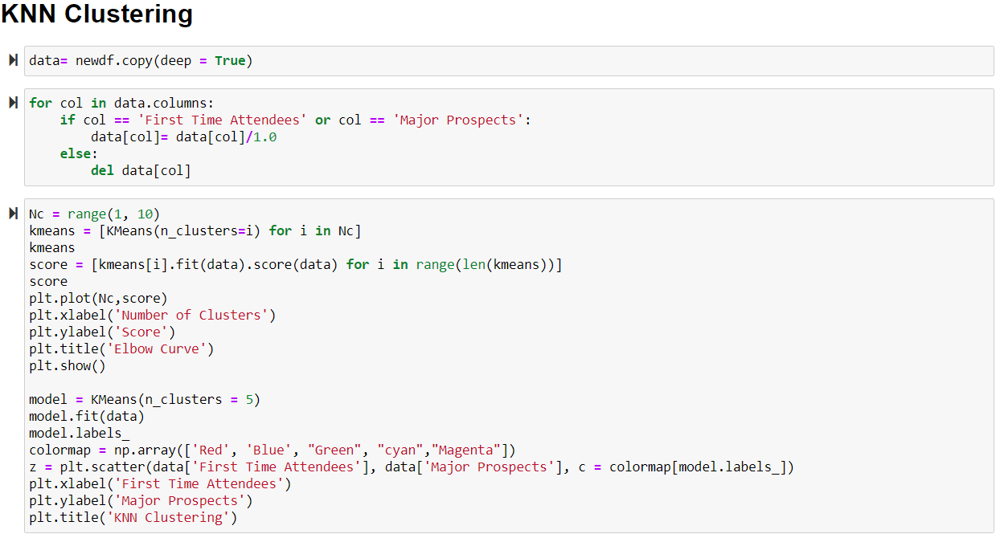 KNN Clustering
data= newdf.copy(deep = True)
for col in data.columns:
    if col == 'First Time Attendees' or col == 'Major Prospects':
        data[col]= data[col]/1.0
    else:
        del data[col]
Nc = range(1, 10)
kmeans = [KMeans(n_clusters=i) for i in Nc]
kmeans
score = [kmeans[i].fit(data).score(data) for i in range(len(kmeans))]
score
plt.plot(Nc,score)
plt.xlabel('Number of Clusters')
plt.ylabel('Score')
plt.title('Elbow Curve')
plt.show()

model = KMeans(n_clusters = 5)
model.fit(data)
model.labels_
colormap = np.array(['Red', 'Blue', "Green", "cyan","Magenta"])
z = plt.scatter(data['First Time Attendees'], data['Major Prospects'], c = colormap[model.labels_])
plt.xlabel('First Time Attendees')
plt.ylabel('Major Prospects')
plt.title('KNN Clustering')